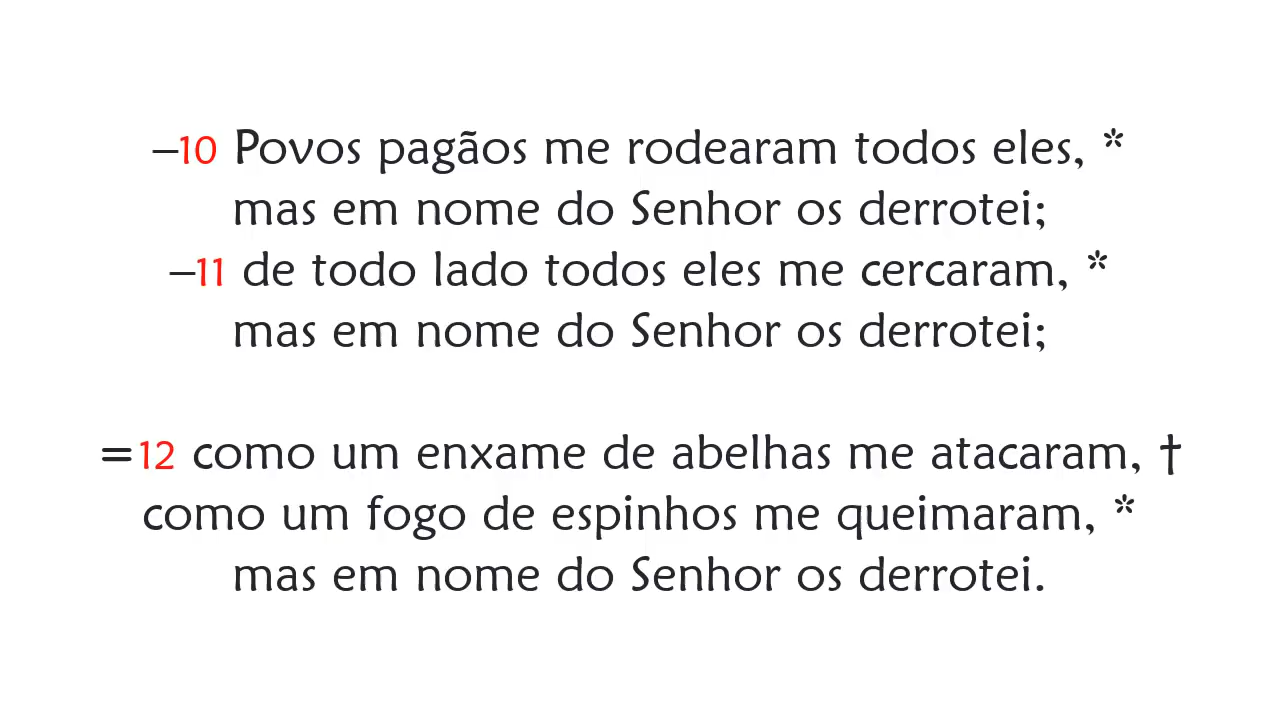 –10 Povos pagãos me rodearam todos eles, *
mas em nome do Senhor os derrotei;
–11 de todo lado todos eles me cercaram, *
mas em nome do Senhor os derrotei;
=12 como um enxame de abelhas me atacaram, †
como um fogo de espinhos me queimaram, *
mas em nome do Senhor os derrotei.